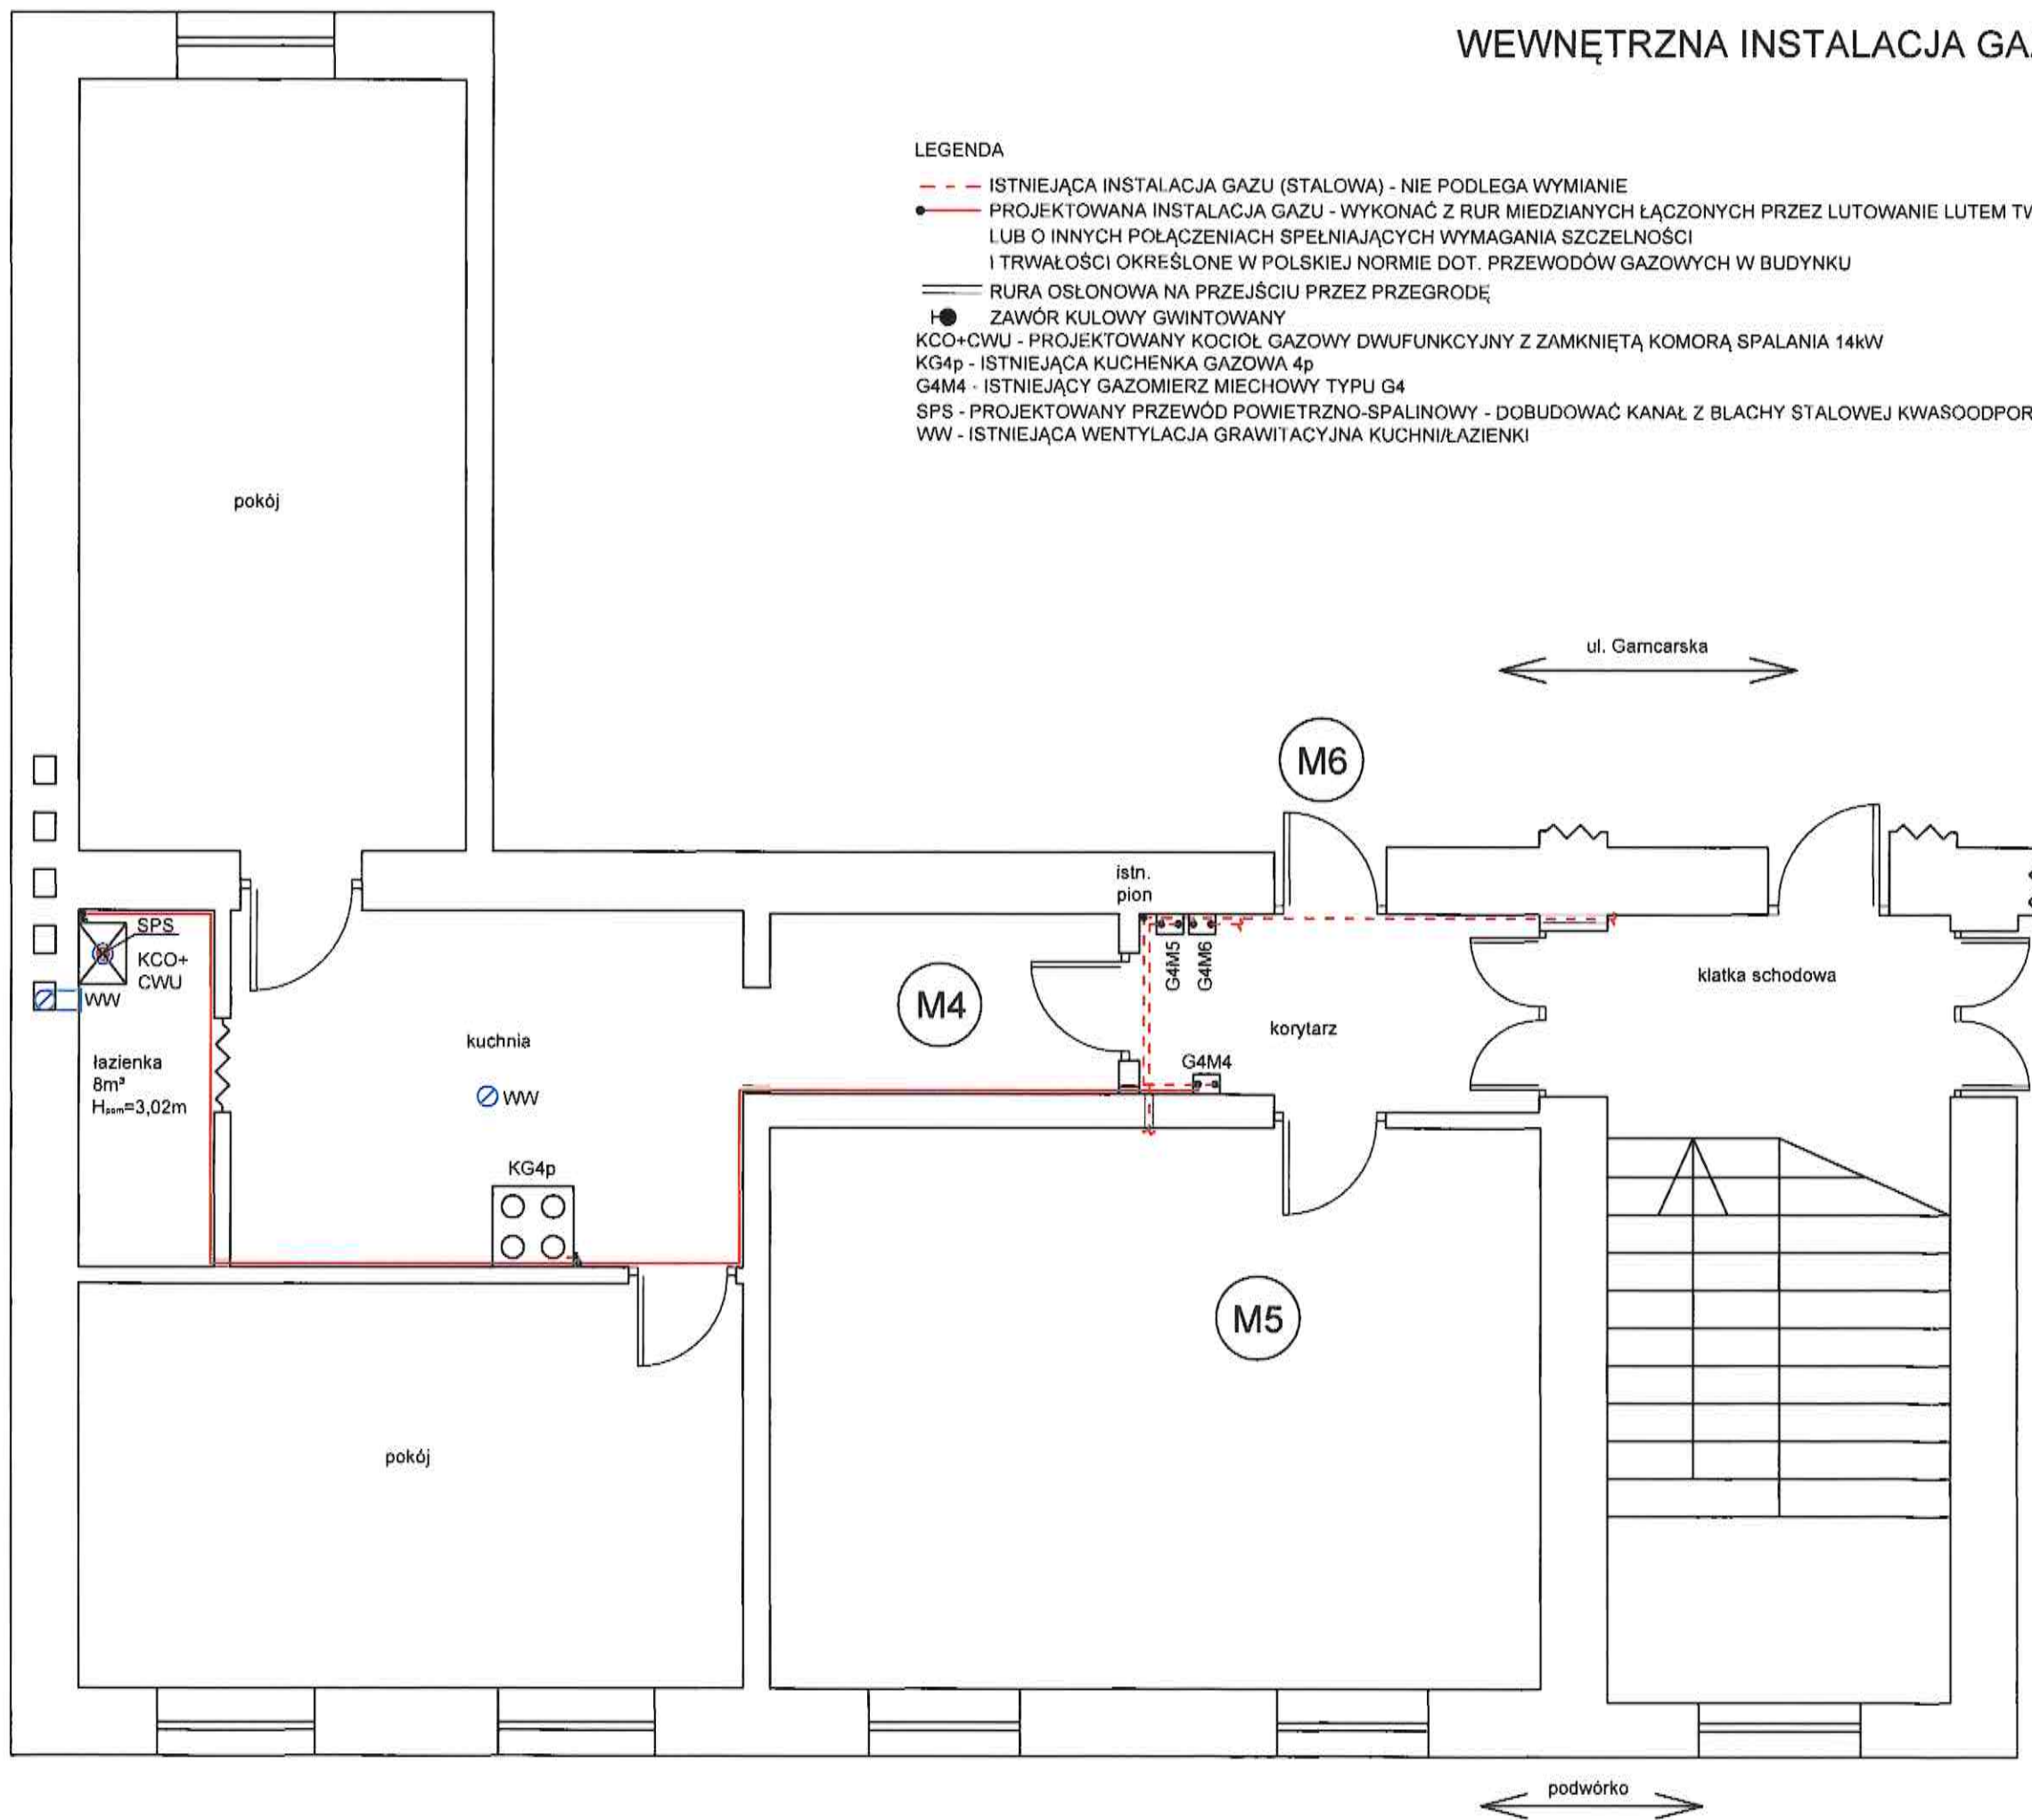 WEWNĘTRZNA INSTALACJA
LEGENDA
ISTNIEJĄCA INSTALACJA GAZU (STALOWA) - NIE PODLEGA WYMIANIE
PROJEKTOWANA INSTALACJA GAZU - WYKONAĆ Z RUR MIEDZIANYCH ŁĄCZONYCH PRZEZ LUTOWANIE LUTEM
LUB O INNYCH POŁĄCZENIACH SPEŁNIAJĄCYCH WYMAGANIA SZCZELNOŚCI
I TRWAŁOŚCI OKREŚLONE W POLSKIEJ NORMIE DOT. PRZEWODÓW GAZOWYCH W BUDYNKU
RURA OSŁONOWA NA PRZEJŚCIU PRZEZ PRZEGRODĘ
ZAWÓR KULOWY GWINTOWANY
KCO+CWU - PROJEKTOWANY KOCIOŁ GAZOWY DWUFUNKCYJNY Z ZAMKNIĘTĄ KOMORĄ SPALANIA 14kW
KG4p - ISTNIEJĄCA KUCHENKA GAZOWA 4p
G4M4 - ISTNIEJĄCY GAZOMIERZ MIECHOWY TYPU G4
SPS - PROJEKTOWANY PRZEWÓD POWIETRZNO-SPALINOWY - DOBUDOWAĆ KANAŁ Z BLACHY STALOWEJ
WW - ISTNIEJĄCA WENTYLACJA GRAWITACYJNA KUCHNI/ŁAZIENKI
pokój
ul. Garncarska
M6
istn.
pion
SPS
KCO+
CWU
WW
G4M5
G4M6
klatka schodowa
M4
korytarz
kuchnia
łazienka
8m³
Hpom=3,02m
G4M4
WW
KG4p
M5
pokój
podwórko